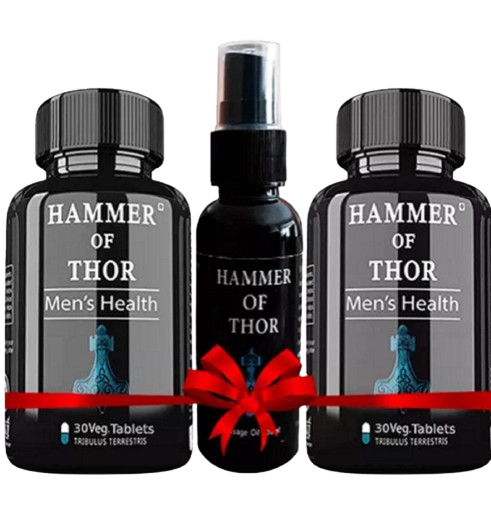 HAMMER
OF
THOR
Men's Health
30Veg.Tablets
TRIBULUS TERRESTRIS
HAMMER
OF
THOR
HAMMER
OF
THOR
Men's Health
30Veg.Tablets
TRIBULUS TERRESTRIS